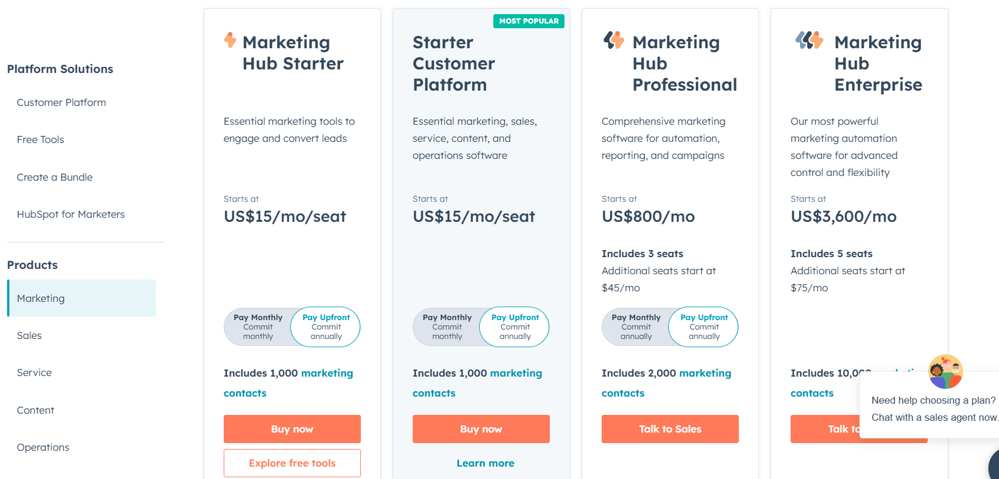 Platform Solutions
Customer Platform
Free Tools
Create a Bundle
HubSpot for Marketers
Products
Marketing
Sales
Service
Content
Operations
Marketing
Hub Starter
Essential marketing tools to
engage and convert leads
Starts at
US$15/mo/seat
Pay Monthly
Commit
monthly
Pay Upfront
Commit
annually
Includes 1,000 marketing
contacts
Buy now
Explore free tools
MOST POPULAR
Starter
Customer
Platform
Essential marketing, sales,
service, content, and
operations software
Starts at
US$15/mo/seat
Pay Monthly
Commit
monthly
Pay Upfront
Commit
annually
Includes 1,000 marketing
contacts
Buy now
Learn more
Marketing
Hub
Professional
Comprehensive marketing
software for automation,
reporting, and campaigns
Starts at
US$800/mo
Includes 3 seats
Additional seats start at
$45/mo
Pay Monthly
Commit
annually
Pay Upfront
Commit
annually
Includes 2,000 marketing
contacts
Talk to Sales
Marketing
Hub
Enterprise
Our most powerful
marketing automation
software for advanced
control and flexibility
Starts at
US$3,600/mo
Includes 5 seats
Additional seats start at
$75/mo
Includes 10,000
contacts
Talk to
Need help choosing a plan?
Chat with a sales agent now.